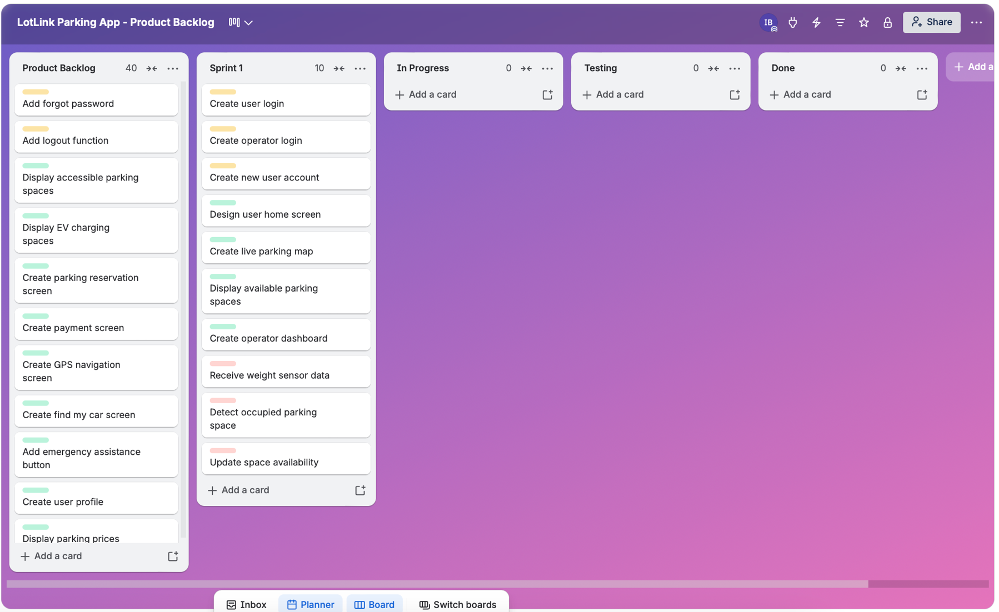 LotLink Parking App - Product Backlog
IB
Share
Product Backlog 40
Add forgot password
Add logout function
Display accessible parking
spaces
Display EV charging
spaces
Create parking reservation
screen
Create payment screen
Create GPS navigation
screen
Create find my car screen
Add emergency assistance
button
Create user profile
Display parking prices
Add a card
Sprint 1 10
Create user login
Create operator login
Create new user account
Design user home screen
Create live parking map
Display available parking
spaces
Create operator dashboard
Receive weight sensor data
Detect occupied parking
space
Update space availability
Add a card
In Progress 0
Add a card
Testing 0
Add a card
Done 0
Add a card
Add a
Inbox
Planner
Board
Switch boards